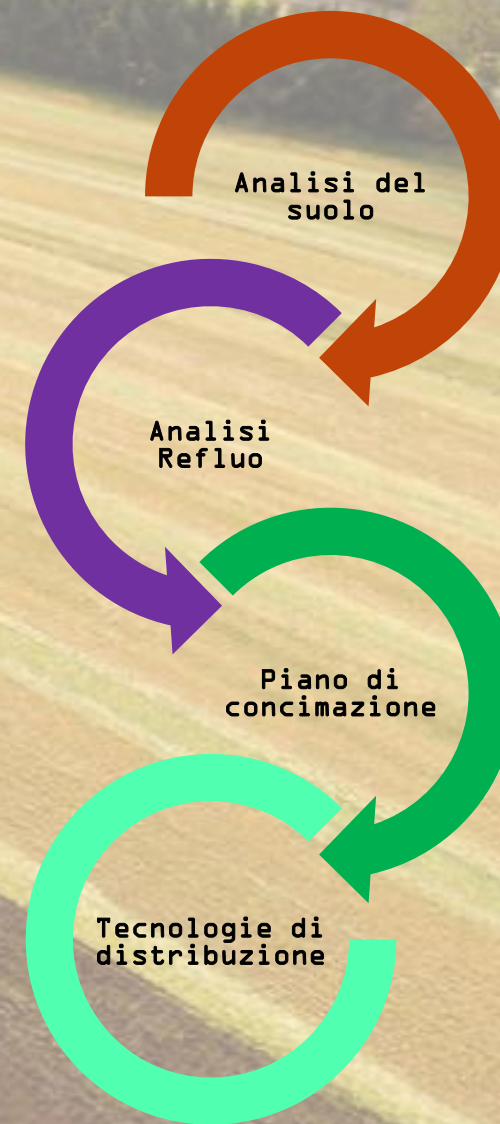 Analisi del
suolo
Analisi
Refluo
Piano di
concimazione
Tecnologie di
distribuzione